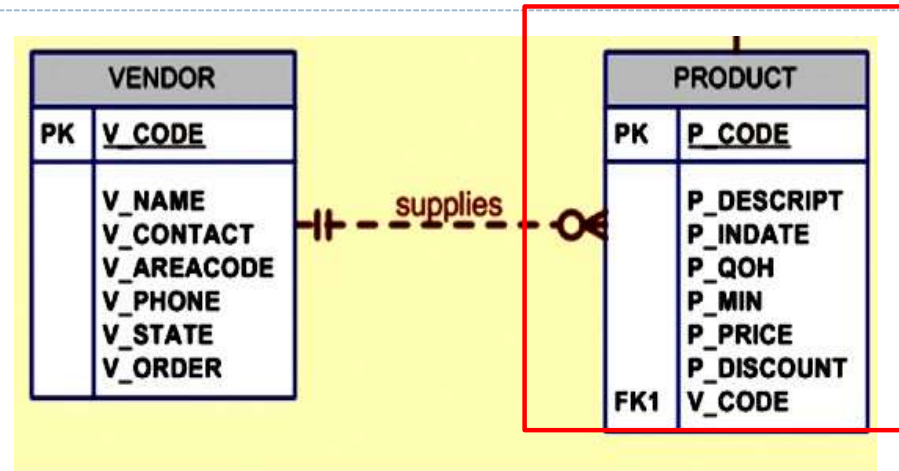 VENDOR
PK V_CODE
V_NAME
V_CONTACT
V_AREACODE
V_PHONE
V_STATE
V_ORDER
supplies
PRODUCT
PK P_CODE
P_DESCRIPT
P_INDATE
P_QOH
P_MIN
P_PRICE
P_DISCOUNT
FK1 V_CODE